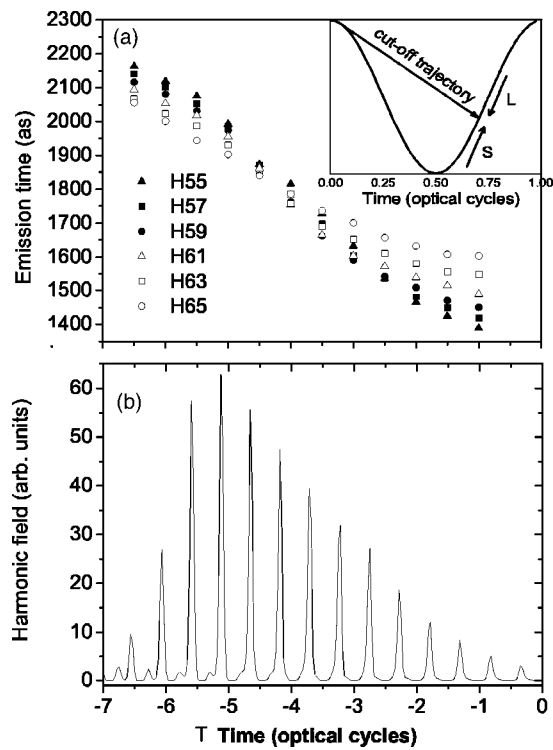 2300
2200
2100
2000
1900
1800
1700
1600
1500
1400
Emission time (as)
(a)
H55
H57
H59
H61
H63
H65
cut-off trajectory
L
S
0.00 0.25 0.50 0.75 1.00
Time (optical cycles)
(b)
60
50
40
30
20
10
0
Harmonic field (arb. units)
-7 -6 -5 -4 -3 -2 -1 0
T Time (optical cycles)